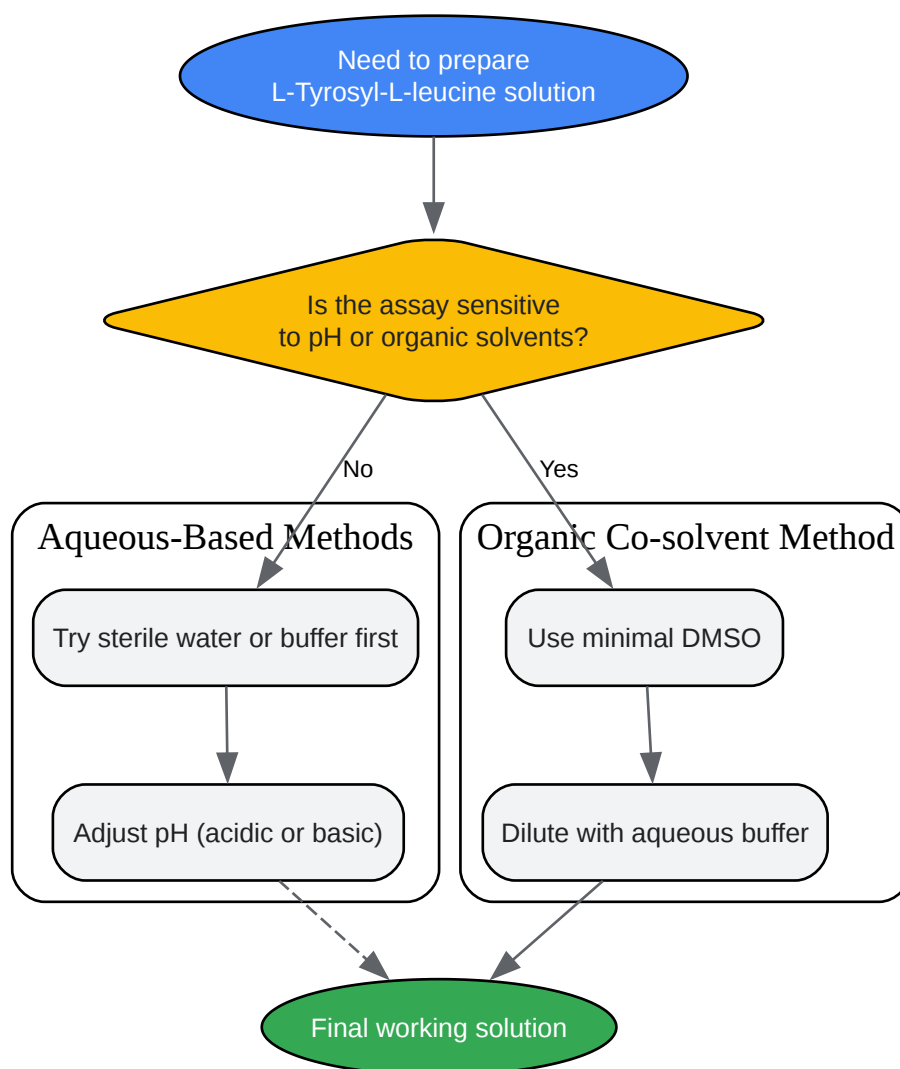 Need to prepare
L-Tyrosyl-L-leucine solution
Is the assay sensitive
to pH or organic solvents?
No
Yes
Aqueous-Based Methods
Organic Co-solvent Method
Try sterile water or buffer first
Use minimal DMSO
Adjust pH (acidic or basic)
Dilute with aqueous buffer
Final working solution